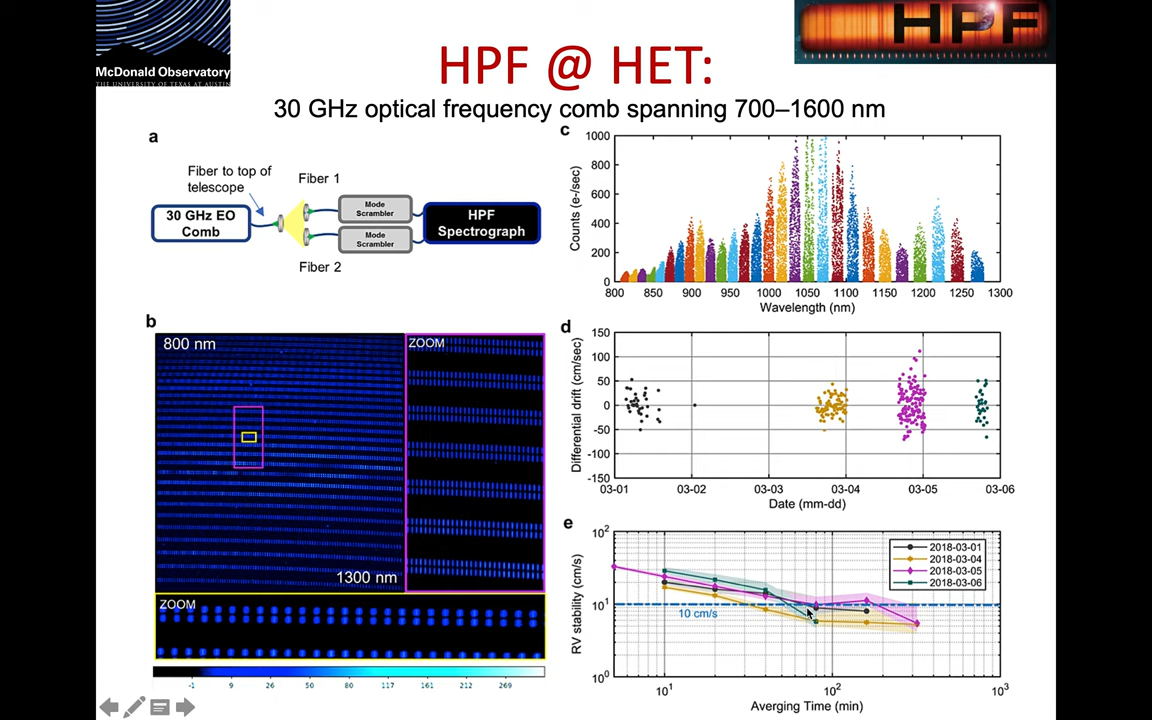 McDonald Observatory
THE UNIVERSITY OF TEXAS AT AUSTIN
HPF
HPF @ HET:
30 GHz optical frequency comb spanning 700–1600 nm
a
Fiber to top of
telescope
Fiber 1
30 GHz EO
Comb
Mode
Scrambler
Mode
Scrambler
HPF
Spectrograph
Fiber 2
b
800 nm
ZOOM
1300 nm
ZOOM
-1 9 26 50 80 117 161 212 269
c
Counts (e-/sec)
1000
800
600
400
200
0
800 850 900 950 1000 1050 1100 1150 1200 1250 1300
Wavelength (nm)
d
Differential drift (cm/sec)
150
100
50
0
-50
-100
-150
03-01 03-02 03-03 03-04 03-05 03-06
Date (mm-dd)
e
RV stability (cm/s)
10²
10¹
10⁰
10 cm/s
2018-03-01
2018-03-04
2018-03-05
2018-03-06
10¹ 10² 10³
Averging Time (min)